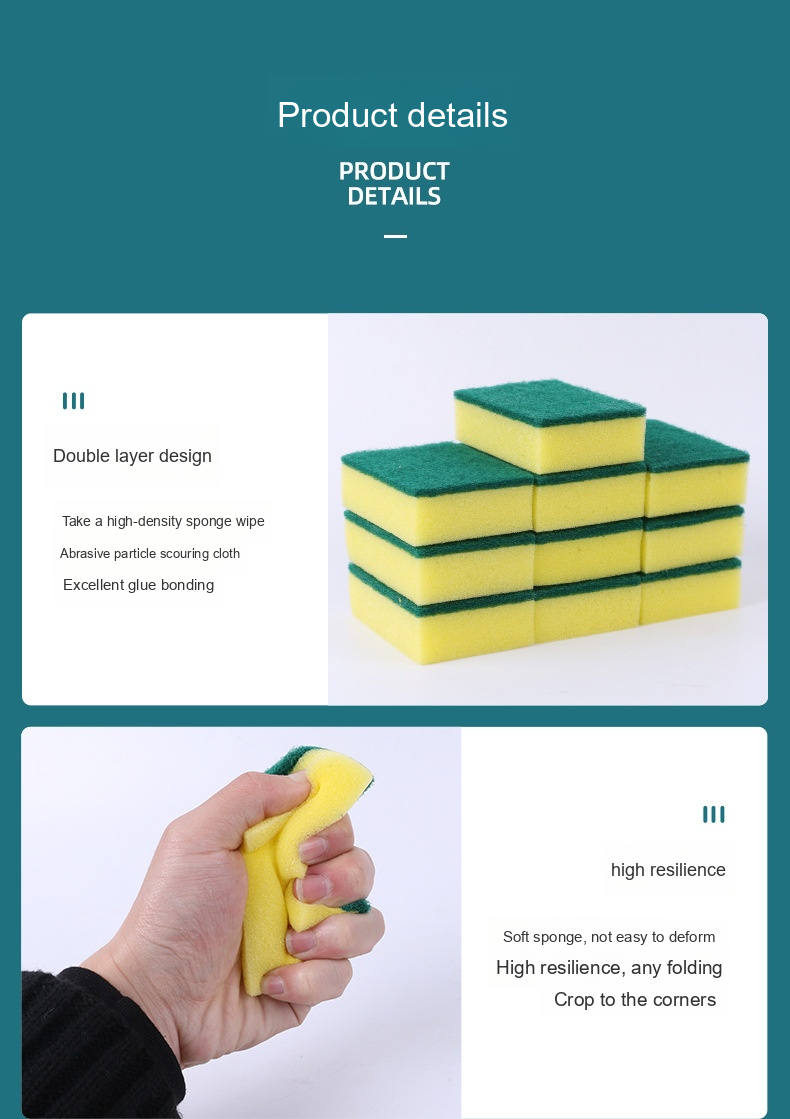 Product details
PRODUCT
DETAILS
Double layer design
Take a high-density sponge wipe
Abrasive particle scouring cloth
Excellent glue bonding
high resilience
Soft sponge, not easy to deform
High resilience, any folding
Crop to the corners